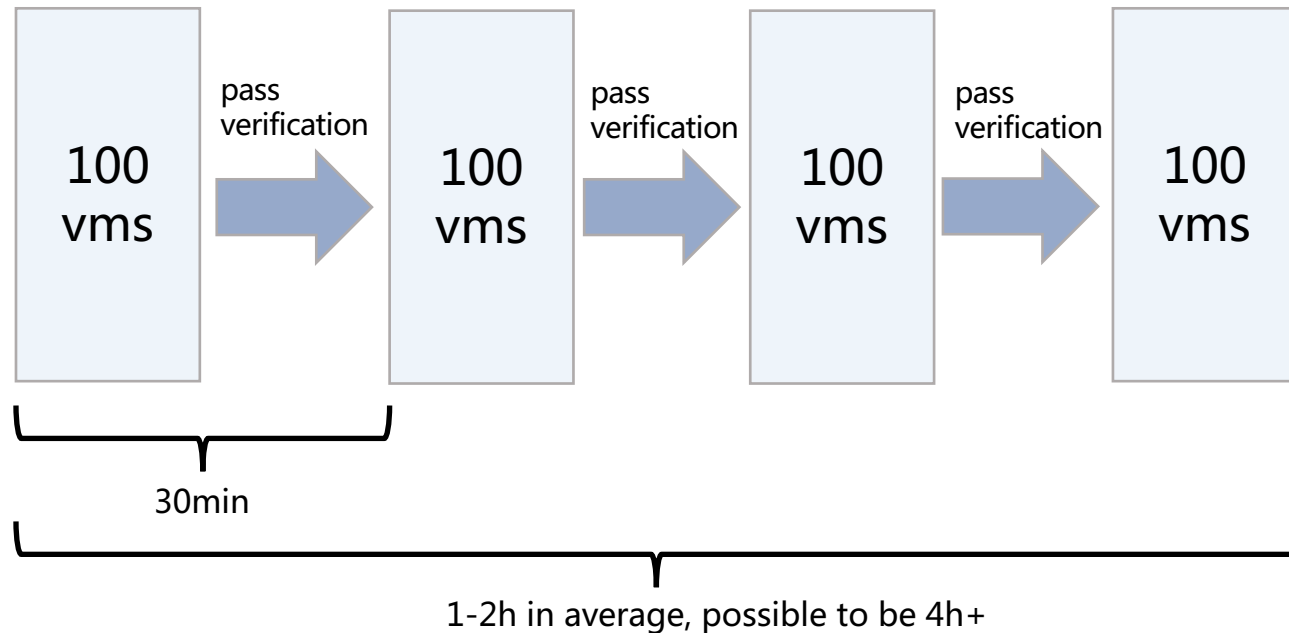 pass
verification
pass
verification
pass
verification
100
vms
100
vms
100
vms
100
vms
30min
1-2h in average, possible to be 4h+